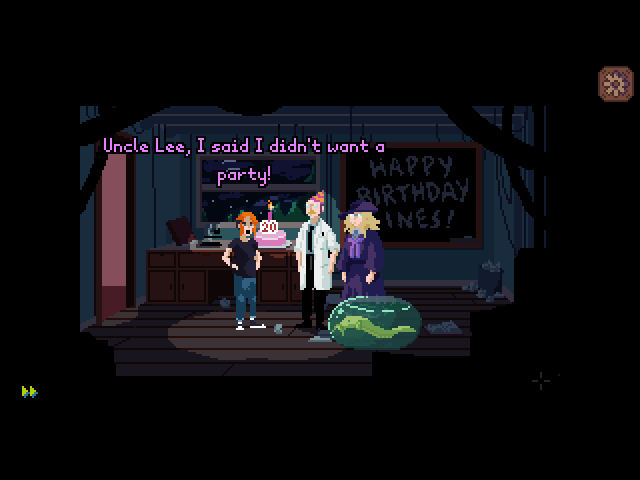 Uncle Lee, I said I didn't want a
party!
HAPPY
BIRTHDAY
INES!
20